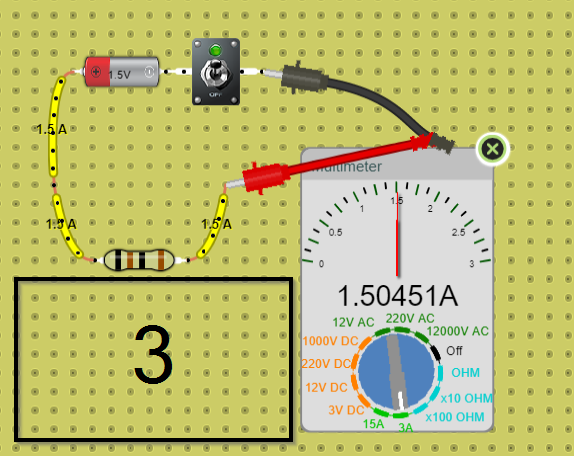 + 1.5V
OFF
1.5 A
1.5 A
1.5 A
Multimeter
0
0.5
1
1.5
2
2.5
3
1.50451A
12V AC
220V AC
12000V AC
1000V DC
Off
220V DC
OHM
12V DC
x10 OHM
3V DC
x100 OHM
15A
3A
3